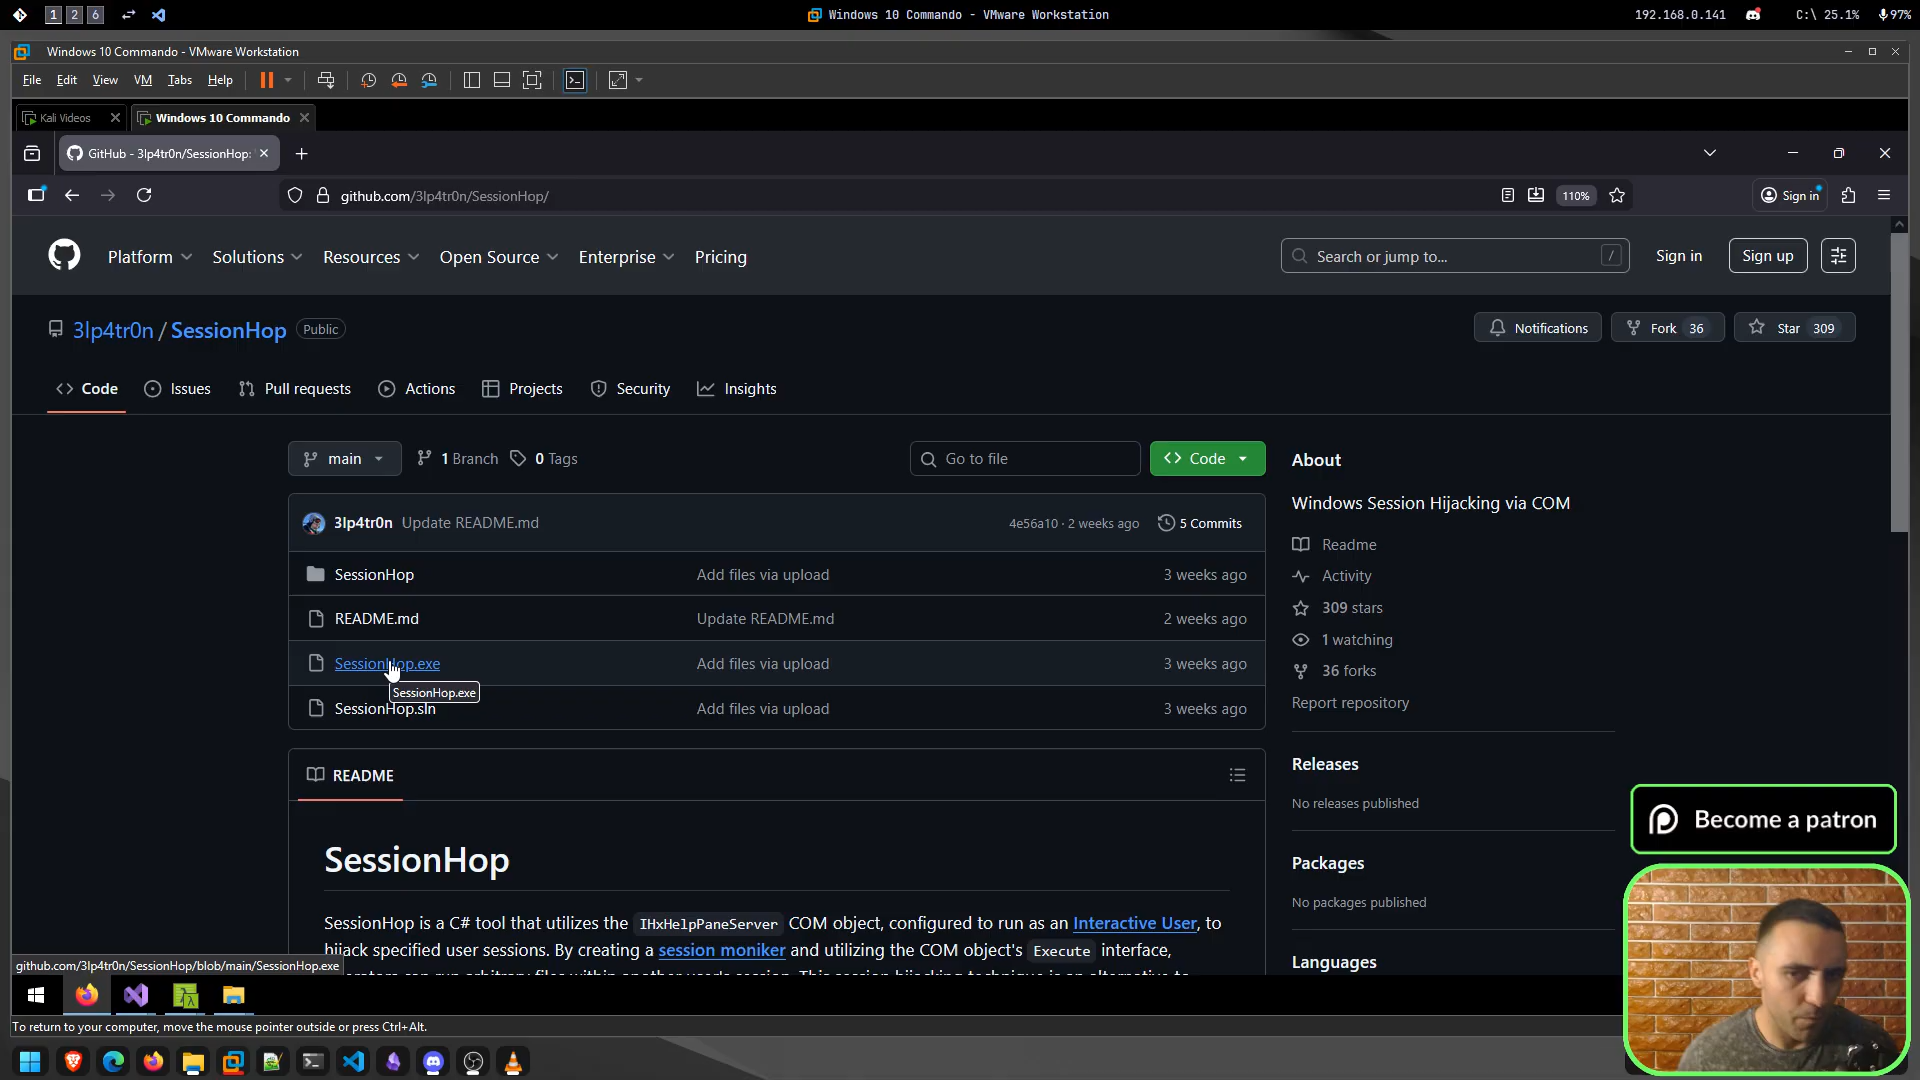 1 2 6
Windows 10 Commando - VMware Workstation
192.168.0.141
C:\ 25.1%
97%
Windows 10 Commando - VMware Workstation
File Edit View VM Tabs Help
Kali Videos
Windows 10 Commando
GitHub - 3lp4tr0n/SessionHop:
github.com/3lp4tr0n/SessionHop/
110%
Sign in
Platform Solutions Resources Open Source Enterprise Pricing
Search or jump to...
/
Sign in
Sign up
3lp4tr0n / SessionHop Public
Notifications
Fork 36
Star 309
Code Issues Pull requests Actions Projects Security Insights
main
1 Branch
0 Tags
Go to file
Code
3lp4tr0n Update README.md
4e56a10 · 2 weeks ago
5 Commits
SessionHop Add files via upload 3 weeks ago
README.md Update README.md 2 weeks ago
SessionHop.exe Add files via upload 3 weeks ago
SessionHop.exe
SessionHop.sln Add files via upload 3 weeks ago
About
Windows Session Hijacking via COM
Readme
Activity
309 stars
1 watching
36 forks
Report repository
Releases
No releases published
Packages
No packages published
Languages
README
SessionHop
SessionHop is a C# tool that utilizes the IHxHelpPaneServer COM object, configured to run as an Interactive User, to
hijack specified user sessions. By creating a session moniker and utilizing the COM object's Execute interface,
github.com/3lp4tr0n/SessionHop/blob/main/SessionHop.exe
Become a patron
To return to your computer, move the mouse pointer outside or press Ctrl+Alt.